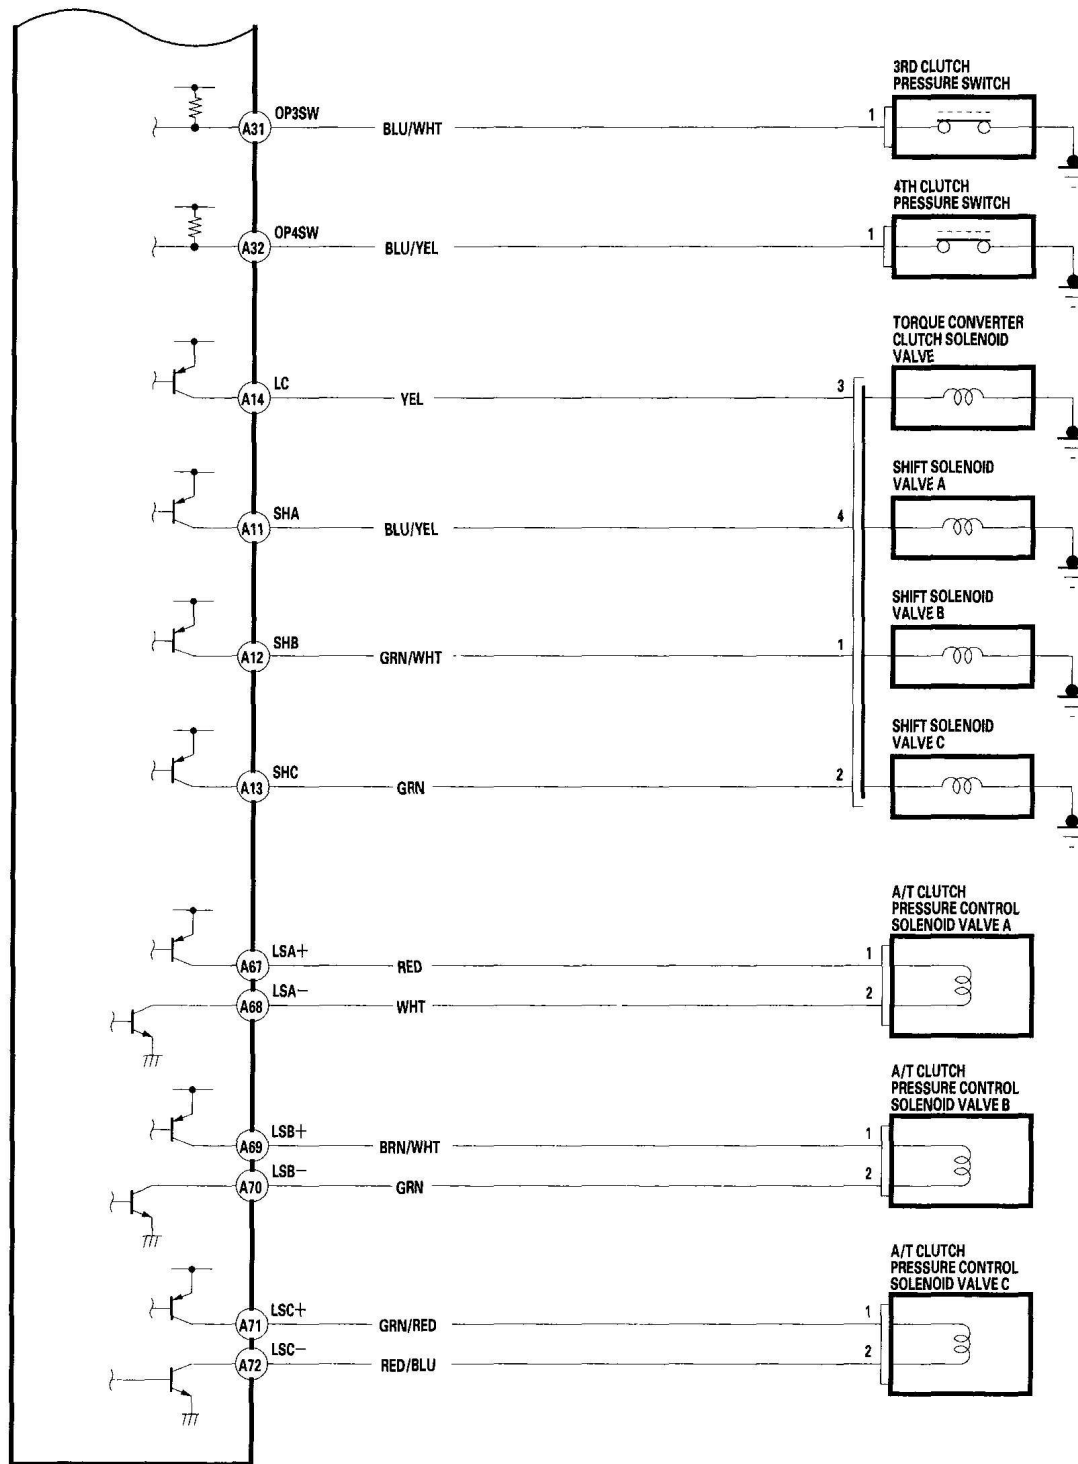 3RD CLUTCH
PRESSURE SWITCH
A31 OP3SW BLU/WHT 1
4TH CLUTCH
PRESSURE SWITCH
A32 OP4SW BLU/YEL 1
TORQUE CONVERTER
CLUTCH SOLENOID
VALVE
A14 LC YEL 3
SHIFT SOLENOID
VALVE A
A11 SHA BLU/YEL 4
SHIFT SOLENOID
VALVE B
A12 SHB GRN/WHT 1
SHIFT SOLENOID
VALVE C
A13 SHC GRN 2
A/T CLUTCH
PRESSURE CONTROL
SOLENOID VALVE A
A67 LSA+ RED 1
A68 LSA− WHT 2
A/T CLUTCH
PRESSURE CONTROL
SOLENOID VALVE B
A69 LSB+ BRN/WHT 1
A70 LSB− GRN 2
A/T CLUTCH
PRESSURE CONTROL
SOLENOID VALVE C
A71 LSC+ GRN/RED 1
A72 LSC− RED/BLU 2